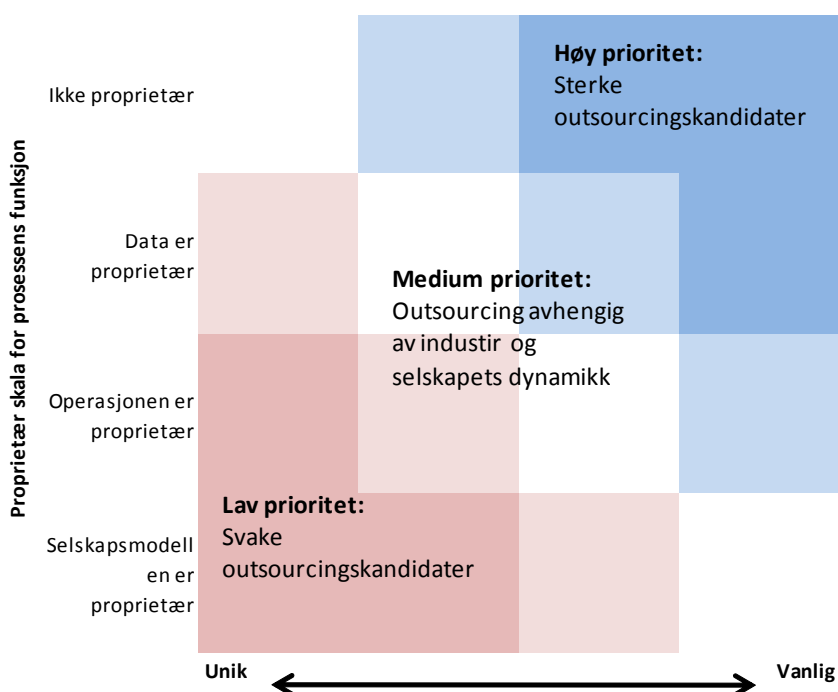 Proprietær skala for prosessens funksjon
Ikke proprietær
Data er
proprietær
Operasjonen er
proprietær
Selskapsmodell
en er
proprietær
Høy prioritet:
Sterke
outsourcingskandidater
Medium prioritet:
Outsourcing avhengig
av industir og
selskapets dynamikk
Lav prioritet:
Svake
outsourcingskandidater
Unik
Vanlig